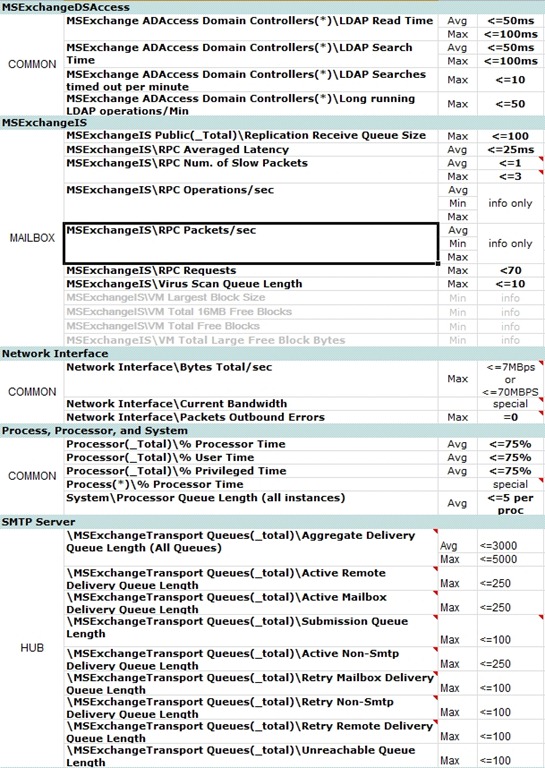 MSExchangeDSAccess
COMMON
MSExchange ADAccess Domain Controllers(*)\LDAP Read Time Avg <=50ms
Max <=100ms
MSExchange ADAccess Domain Controllers(*)\LDAP Search Avg <=50ms
Time Max <=100ms
MSExchange ADAccess Domain Controllers(*)\LDAP Searches
timed out per minute Max <=10
MSExchange ADAccess Domain Controllers(*)\Long running
LDAP operations/Min Max <=50
MSExchangeIS
MAILBOX
MSExchangeIS Public(_Total)\Replication Receive Queue Size Max <=100
MSExchangeIS\RPC Averaged Latency Avg <=25ms
MSExchangeIS\RPC Num. of Slow Packets Avg <=1
Max <=3
MSExchangeIS\RPC Operations/sec Avg
Min info only
Max
MSExchangeIS\RPC Packets/sec Avg
Min info only
Max
MSExchangeIS\RPC Requests Max <70
MSExchangeIS\Virus Scan Queue Length Max <=10
MSExchangeIS\VM Largest Block Size Min info
MSExchangeIS\VM Total 16MB Free Blocks Min info
MSExchangeIS\VM Total Free Blocks Min info
MSExchangeIS\VM Total Large Free Block Bytes Min info
Network Interface
COMMON
Network Interface\Bytes Total/sec Max <=7MBps
or
<=70MBPS
Network Interface\Current Bandwidth special
Network Interface\Packets Outbound Errors Max =0
Process, Processor, and System
COMMON
Processor(_Total)\% Processor Time Avg <=75%
Processor(_Total)\% User Time Avg <=75%
Processor(_Total)\% Privileged Time Avg <=75%
Process(*)\% Processor Time special
System\Processor Queue Length (all instances) Avg <=5 per
proc
SMTP Server
HUB
\MSExchangeTransport Queues(_total)\Aggregate Delivery
Queue Length (All Queues) Avg <=3000
Max <=5000
\MSExchangeTransport Queues(_total)\Active Remote
Delivery Queue Length Max <=250
\MSExchangeTransport Queues(_total)\Active Mailbox
Delivery Queue Length Max <=250
\MSExchangeTransport Queues(_total)\Submission Queue
Length Max <=100
\MSExchangeTransport Queues(_total)\Active Non-Smtp
Delivery Queue Length Max <=250
\MSExchangeTransport Queues(_total)\Retry Mailbox Delivery
Queue Length Max <=100
\MSExchangeTransport Queues(_total)\Retry Non-Smtp
Delivery Queue Length Max <=100
\MSExchangeTransport Queues(_total)\Retry Remote Delivery
Queue Length Max <=100
\MSExchangeTransport Queues(_total)\Unreachable Queue
Length Max <=100